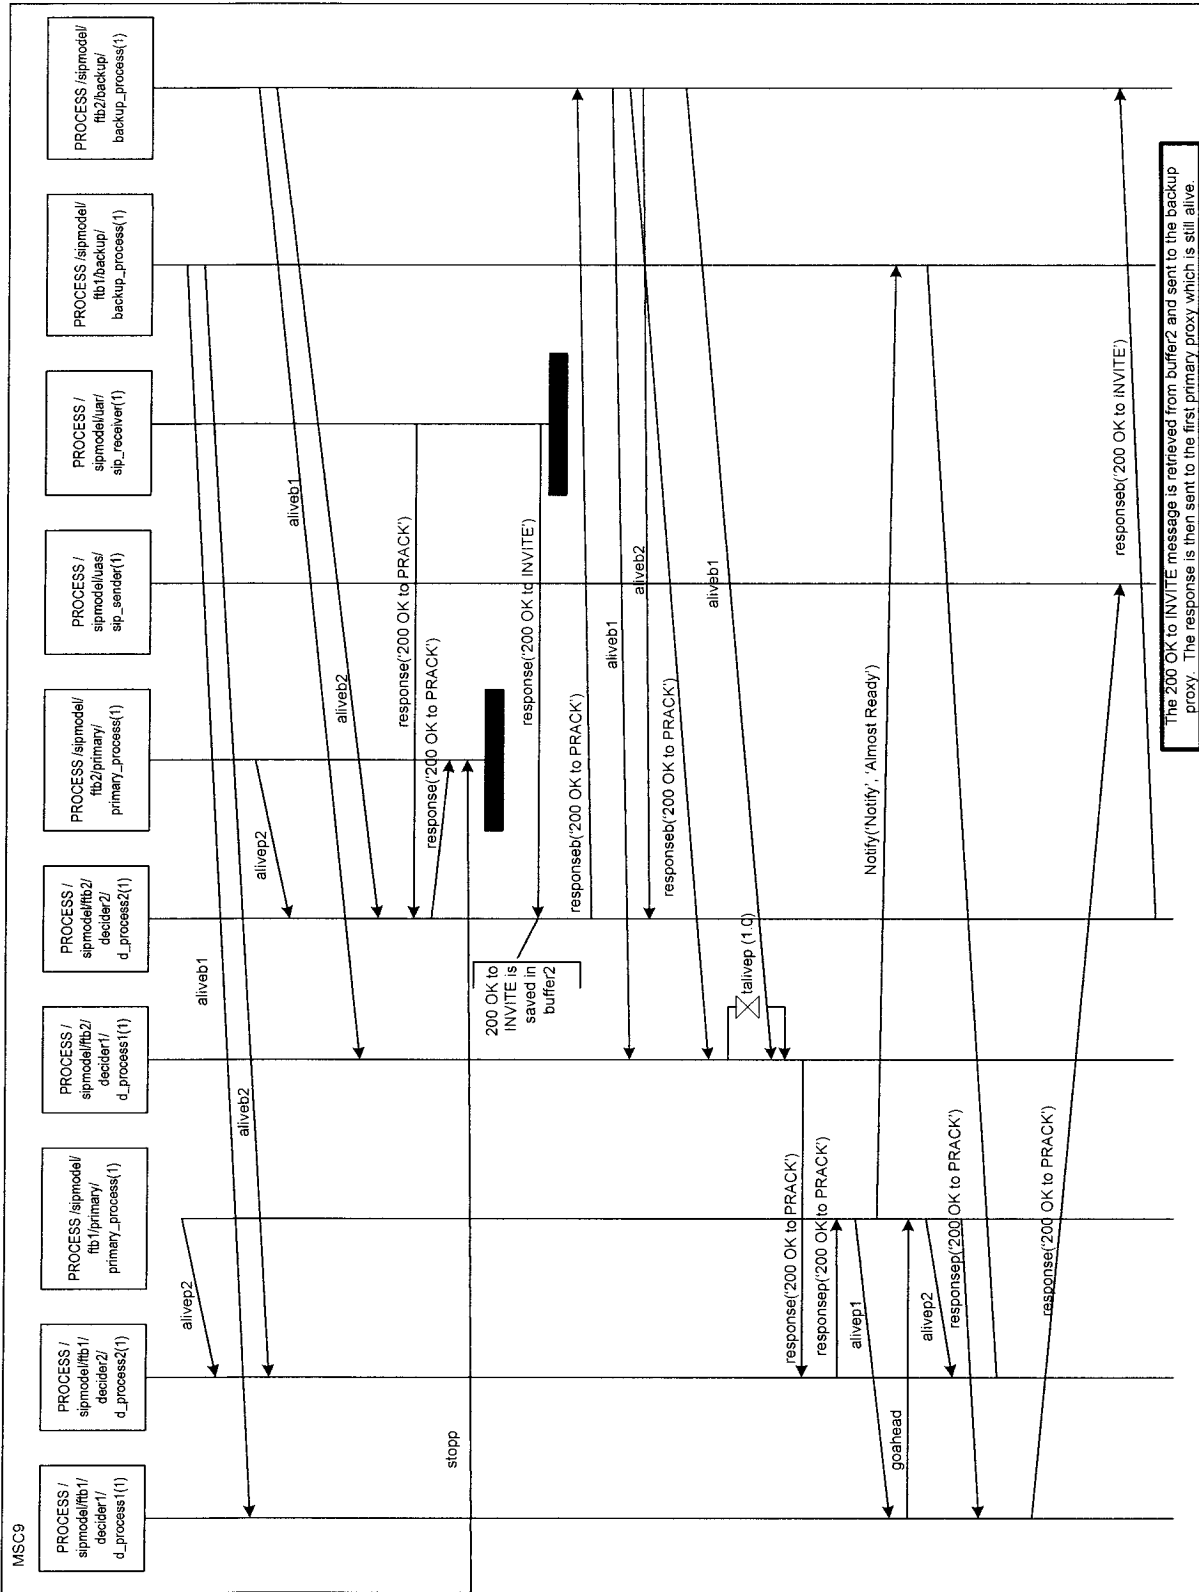 MSC9
PROCESS /
sipmodel/ftb1/
decider1/
d_process1(1)
PROCESS /
sipmodel/ftb1/
decider2/
d_process2(1)
PROCESS /sipmodel/
ftb1/primary/
primary_process(1)
PROCESS /
sipmodel/ftb2/
decider1/
d_process1(1)
PROCESS /
sipmodel/ftb2/
decider2/
d_process2(1)
PROCESS /sipmodel/
ftb2/primary/
primary_process(1)
PROCESS /
sipmodel/uas/
sip_sender(1)
PROCESS /
sipmodel/uar/
sip_receiver(1)
PROCESS /sipmodel/
ftb1/backup/
backup_process(1)
PROCESS /sipmodel/
ftb2/backup/
backup_process(1)
alivep2
aliveb1
aliveb2
alivep2
aliveb1
aliveb2
response('200 OK to PRACK')
response('200 OK to PRACK')
stopp
200 OK to
INVITE is
saved in
buffer2
response('200 OK to INVITE')
responseb('200 OK to PRACK')
aliveb1
aliveb2
responseb('200 OK to PRACK')
aliveb1
talivep (1.0)
response('200 OK to PRACK')
responsep('200 OK to PRACK')
alivep1
Notify('Notify', 'Almost Ready')
goahead
alivep2
responsep('200 OK to PRACK')
response('200 OK to PRACK')
responseb('200 OK to INVITE')
The 200 OK to INVITE message is retrieved from buffer2 and sent to the backup
proxy. The response is then sent to the first primary proxy which is still alive.